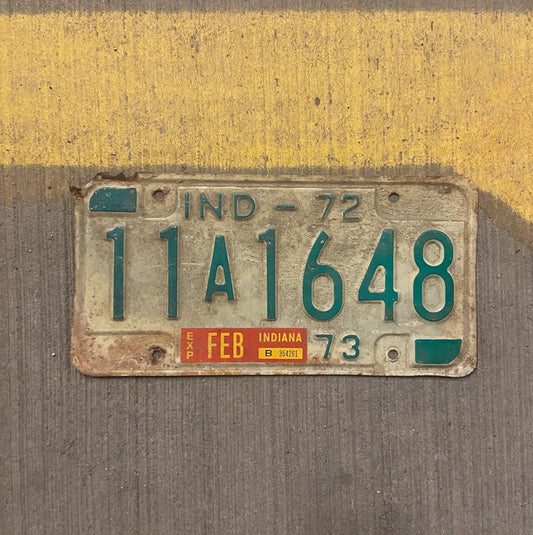 IND - 72
11A1648
EXP FEB INDIANA 73
B 354261